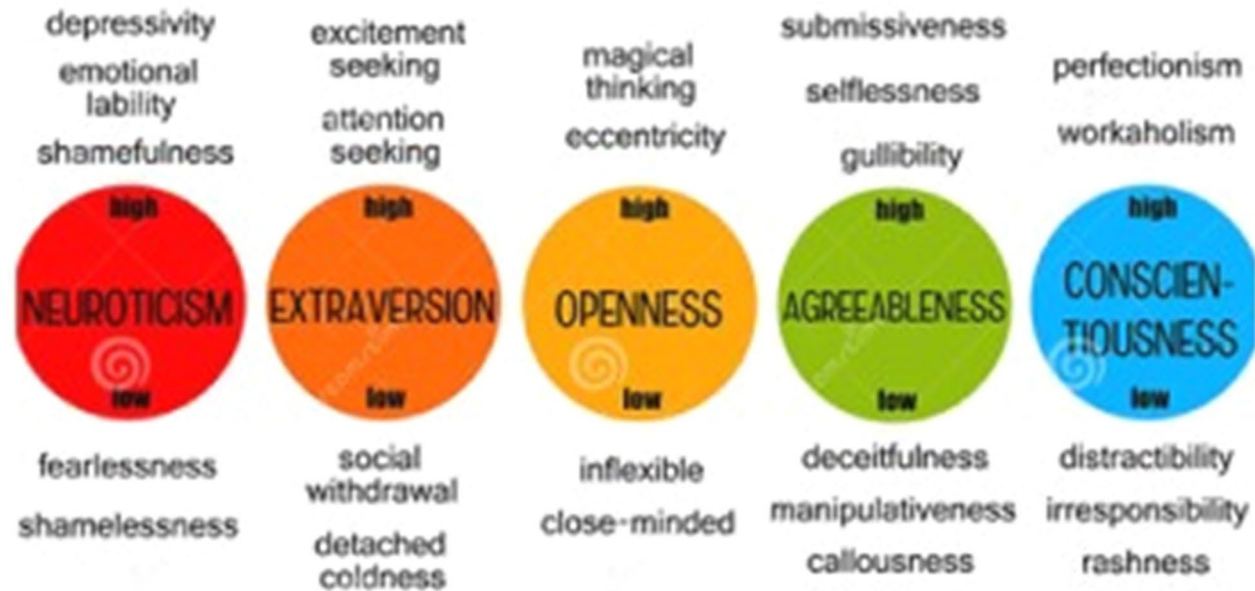 depressivity
emotional
lability
shamefulness
high
NEUROTICISM
low
fearlessness
shamelessness
excitement
seeking
attention
seeking
high
EXTRAVERSION
low
social
withdrawal
detached
coldness
magical
thinking
eccentricity
high
OPENNESS
low
inflexible
close-minded
submissiveness
selflessness
gullibility
high
AGREEABLENESS
low
deceitfulness
manipulativeness
callousness
perfectionism
workaholism
high
CONSCIEN-
TIOUSNESS
low
distractibility
irresponsibility
rashness